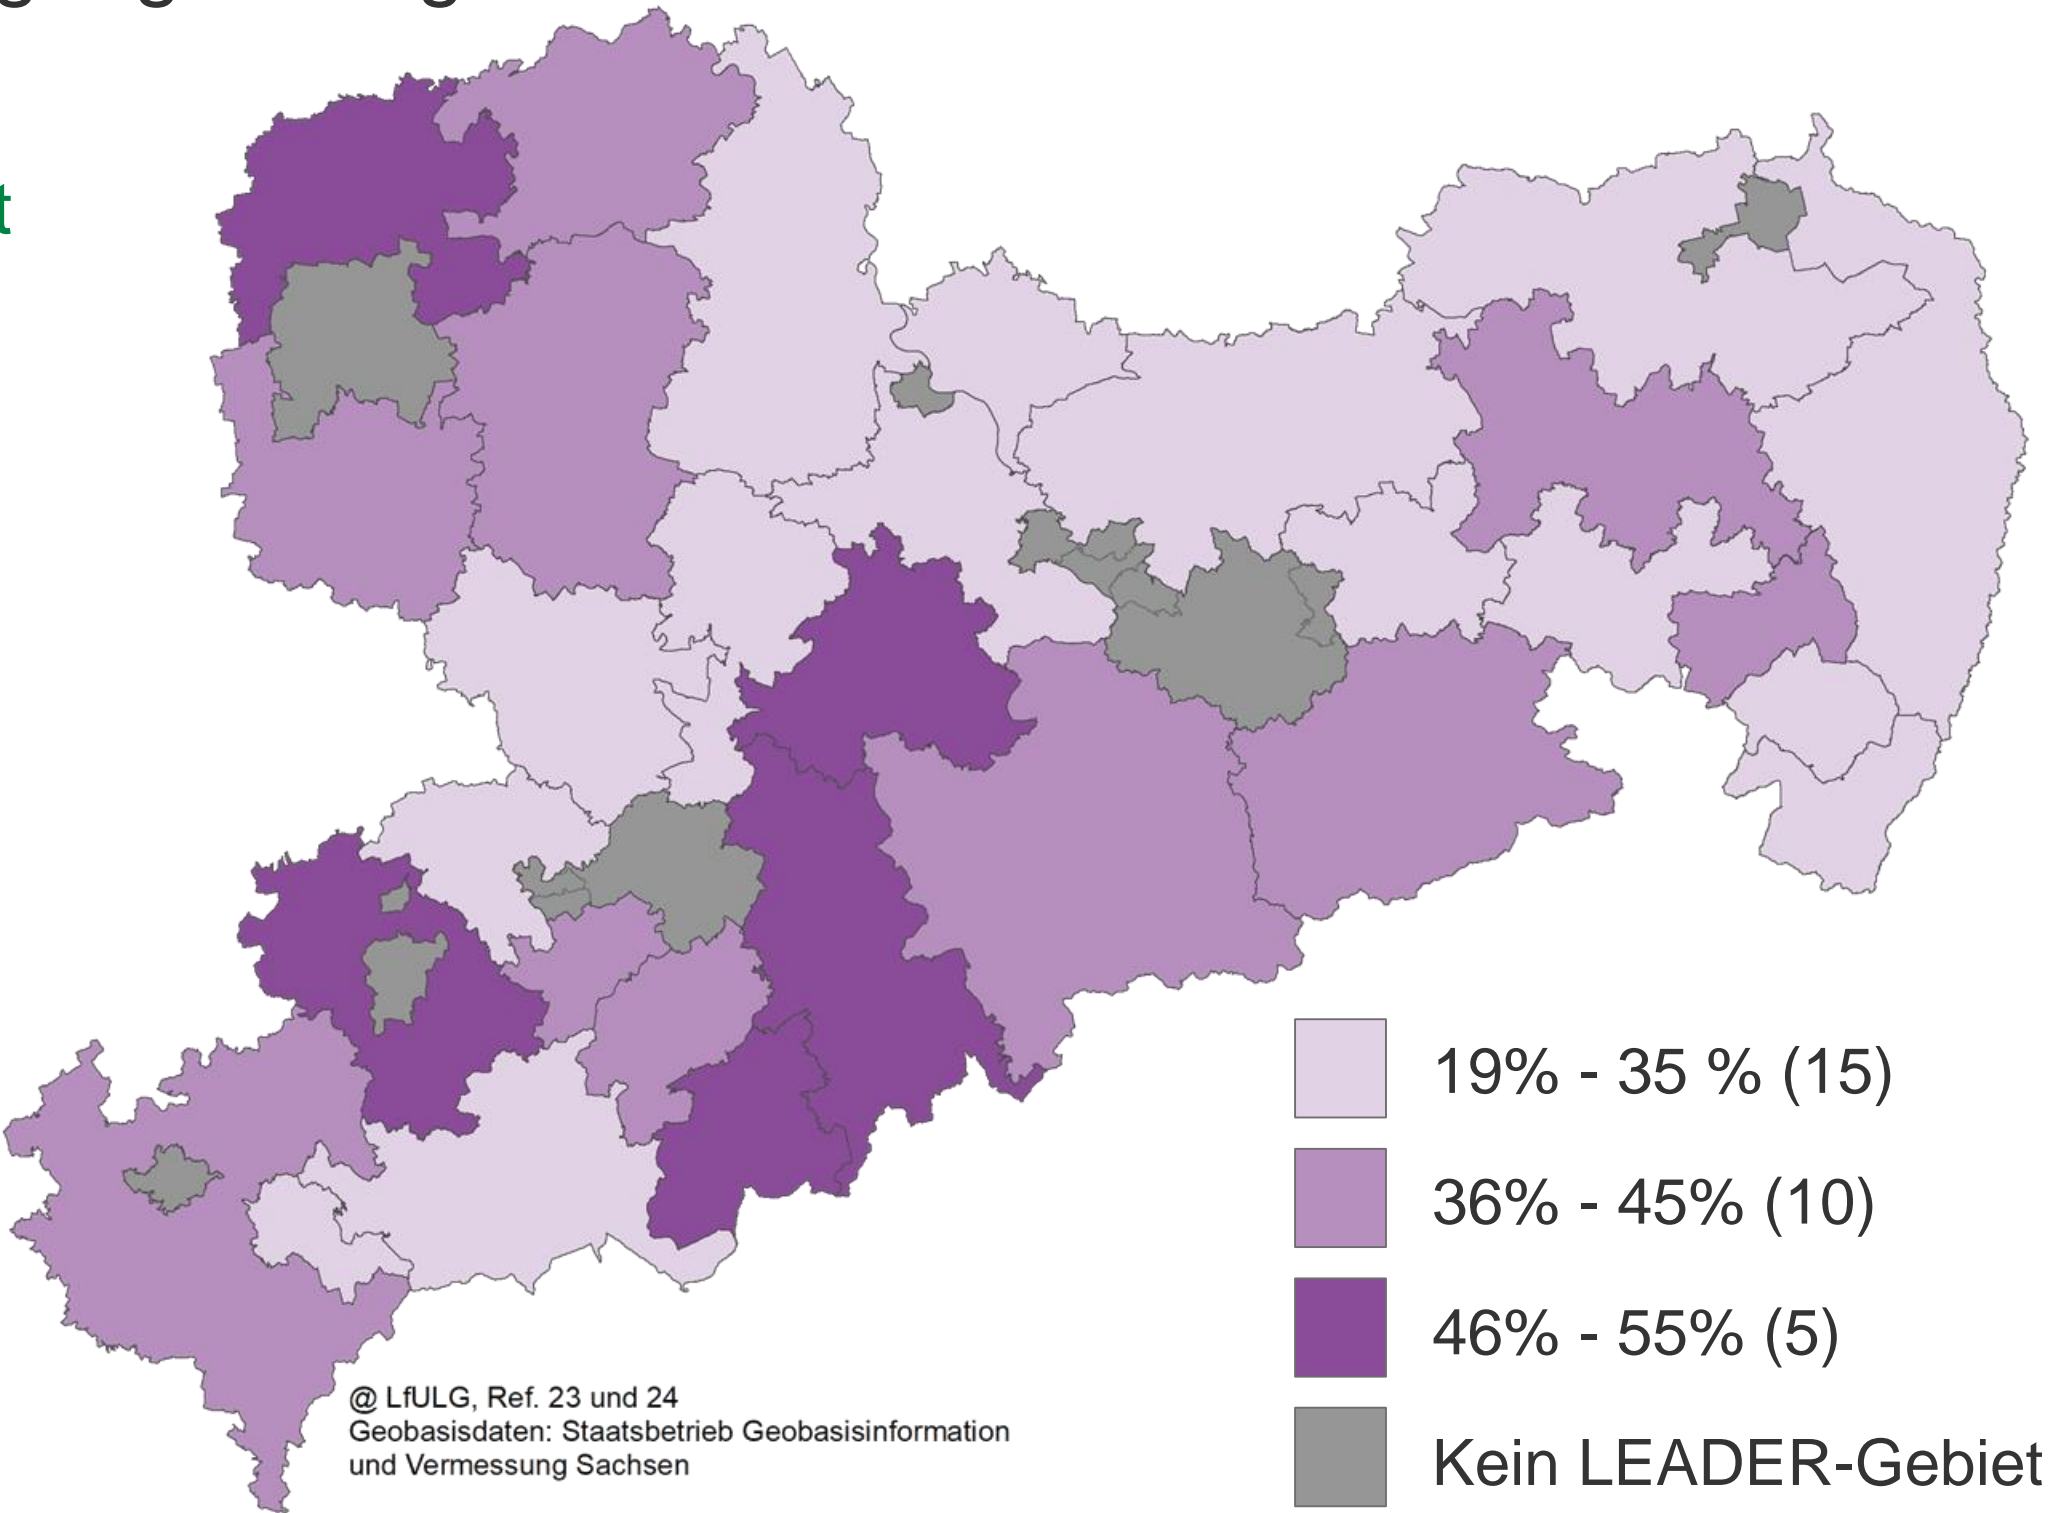 t
19% - 35 % (15)
36% - 45% (10)
46% - 55% (5)
Kein LEADER-Gebiet
@ LfULG, Ref. 23 und 24
Geobasisdaten: Staatsbetrieb Geobasisinformation
und Vermessung Sachsen